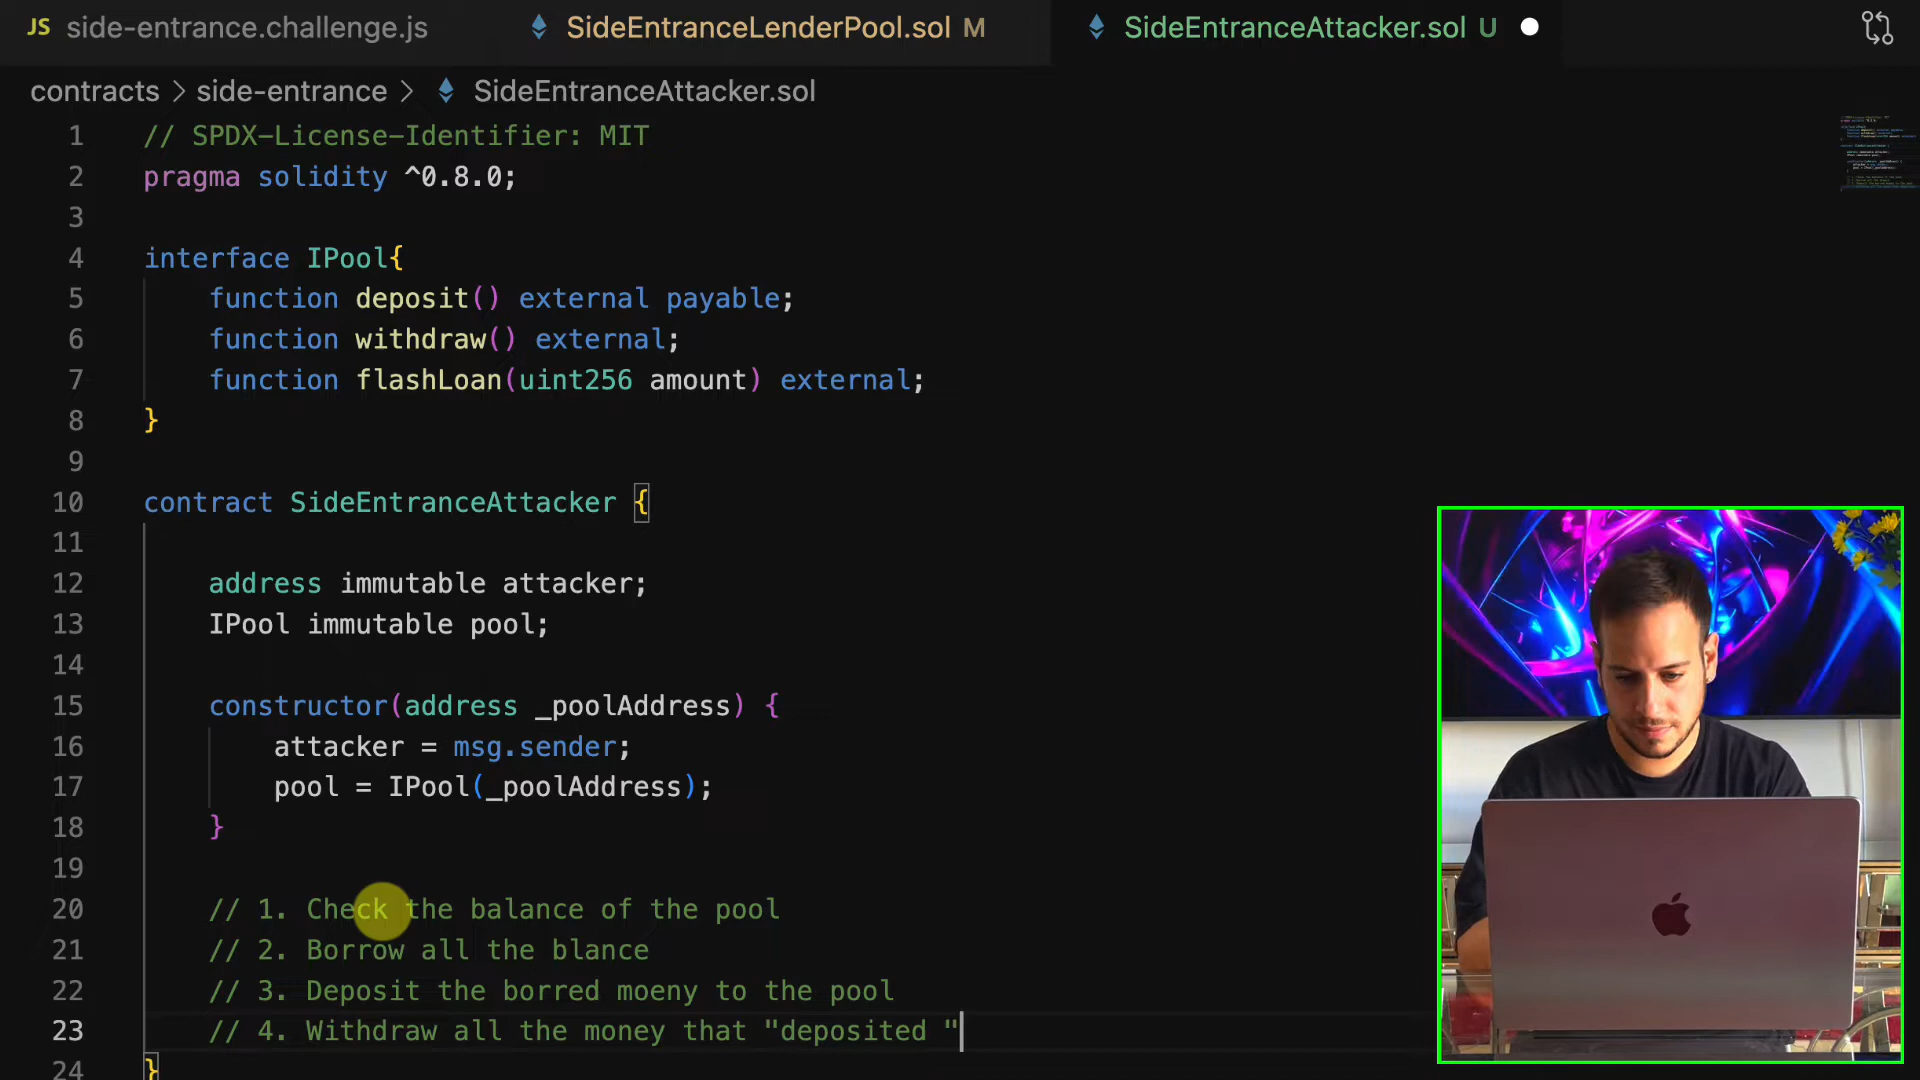 JS side-entrance.challenge.js
SideEntranceLenderPool.sol M
SideEntranceAttacker.sol U
contracts > side-entrance > SideEntranceAttacker.sol
1 // SPDX-License-Identifier: MIT
2 pragma solidity ^0.8.0;
3
4 interface IPool{
5 function deposit() external payable;
6 function withdraw() external;
7 function flashLoan(uint256 amount) external;
8 }
9
10 contract SideEntranceAttacker {
11
12 address immutable attacker;
13 IPool immutable pool;
14
15 constructor(address _poolAddress) {
16 attacker = msg.sender;
17 pool = IPool(_poolAddress);
18 }
19
20 // 1. Check the balance of the pool
21 // 2. Borrow all the blance
22 // 3. Deposit the borred moeny to the pool
23 // 4. Withdraw all the money that "deposited "
24 }